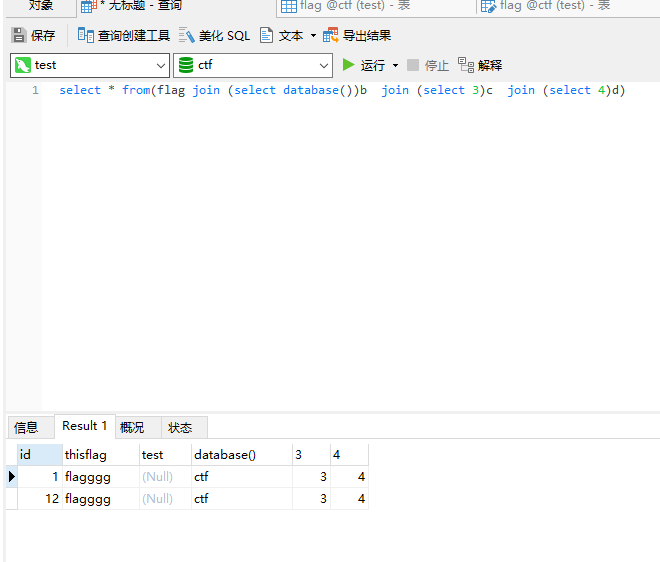 对象 * 无标题 - 查询 flag @ctf (test) - 表 flag @ctf (test) - 表
保存 查询创建工具 美化 SQL 文本 导出结果
test ctf 运行 停止 解释
1 select * from(flag join (select database())b  join (select 3)c  join (select 4)d)
信息 Result 1 概况 状态
id thisflag test database() 3 4
1 flagggg (Null) ctf 3 4
12 flagggg (Null) ctf 3 4